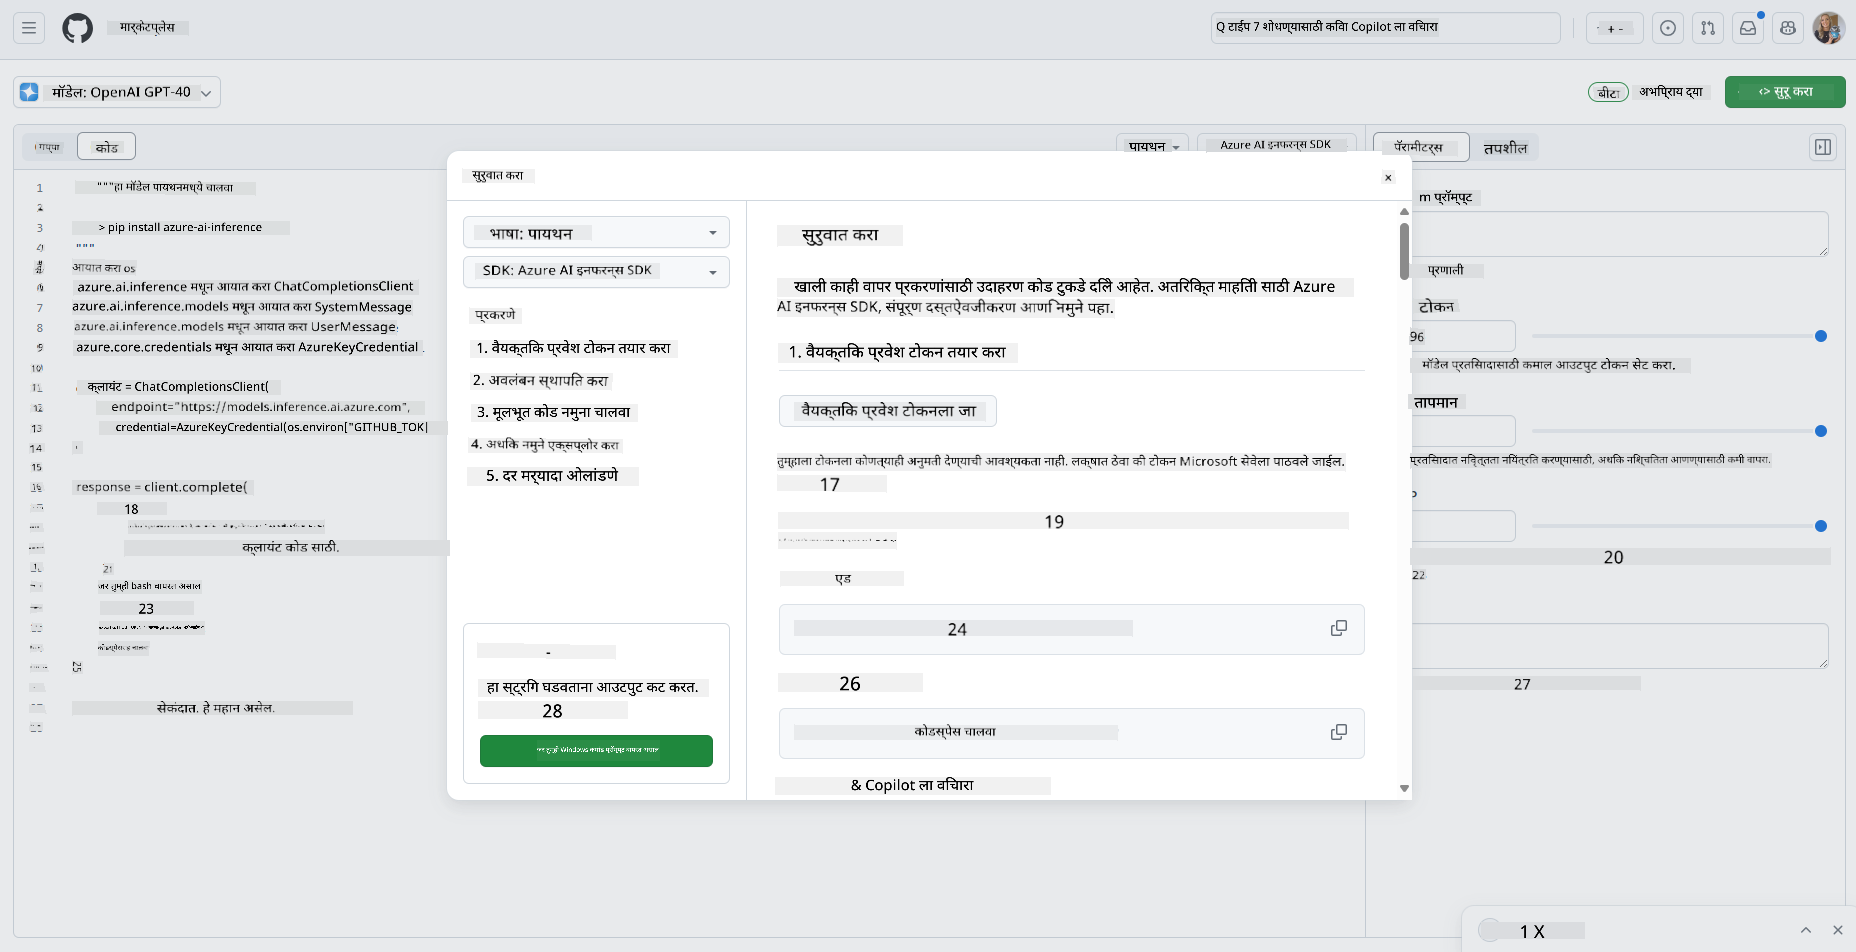 मार्केटप्लेस
Q टाईप 7 शोधण्यासाठी किंवा Copilot ला विचारा
मॉडेल: OpenAI GPT-40
बीटा
अभिप्राय द्या
<> सुरू करा
गप्पा
कोड
पायथन
Azure AI इनफरन्स SDK
पॅरामीटर्स
तपशील
1 """हा मॉडेल पायथनमध्ये चालवा
2
3 > pip install azure-ai-inference
4 """
आयात करा os
azure.ai.inference मधून आयात करा ChatCompletionsClient
7 azure.ai.inference.models मधून आयात करा SystemMessage
8 azure.ai.inference.models मधून आयात करा UserMessage
9 azure.core.credentials मधून आयात करा AzureKeyCredential
10
11 क्लायंट = ChatCompletionsClient(
12 endpoint="https://models.inference.ai.azure.com",
13 credential=AzureKeyCredential(os.environ["GITHUB_TOK
14
15
16 response = client.complete(
18
क्लायंट कोड साठी.
21
जर तुम्ही bash वापरत असाल
23
कोडस्पेसेस चालवा
25
सेकंदात. हे महान असेल.
सुरुवात करा
×
भाषा: पायथन
SDK: Azure AI इनफरन्स SDK
प्रकरणे
1. वैयक्तिक प्रवेश टोकन तयार करा
2. अवलंबन स्थापित करा
3. मूलभूत कोड नमुना चालवा
4. अधिक नमुने एक्सप्लोर करा
5. दर मर्यादा ओलांडणे
-
हा स्ट्रिंग घडवताना आउटपुट कट करत.
28
जर तुम्ही Windows कमांड प्रॉम्प्ट वापरत असाल
सुरुवात करा
खाली काही वापर प्रकरणांसाठी उदाहरण कोड टुकडे दिले आहेत. अतिरिक्त माहिती साठी Azure
AI इनफरन्स SDK, संपूर्ण दस्तऐवजीकरण आणि नमुने पहा.
1. वैयक्तिक प्रवेश टोकन तयार करा
वैयक्तिक प्रवेश टोकनला जा
तुम्हाला टोकनला कोणत्याही अनुमती देण्याची आवश्यकता नाही. लक्षात ठेवा की टोकन Microsoft सेवेला पाठवले जाईल.
17
19
एड
24
26
कोडस्पेस चालवा
& Copilot ला विचारा
m प्रॉम्प्ट
प्रणाली
टोकन
96
मॉडेल प्रतिसादासाठी कमाल आउटपुट टोकन सेट करा.
तापमान
प्रतिसादात निवृत्तता नियंत्रित करण्यासाठी, अधिक निश्चितता आणण्यासाठी कमी वापरा.
20
22
27
1 X